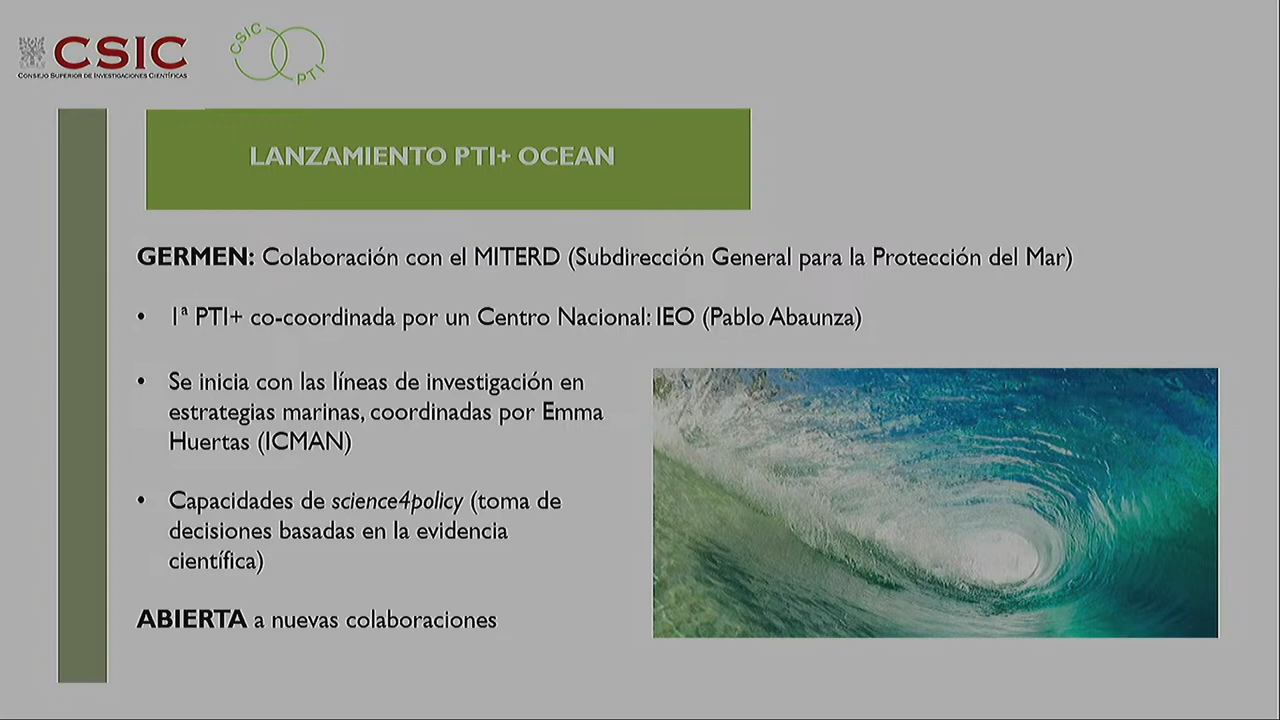 CSIC
CONSEJO SUPERIOR DE INVESTIGACIONES CIENTÍFICAS
CSIC
PTI
LANZAMIENTO PTI+ OCEAN
GERMEN: Colaboración con el MITERD (Subdirección General para la Protección del Mar)
• 1ª PTI+ co-coordinada por un Centro Nacional: IEO (Pablo Abaunza)
• Se inicia con las líneas de investigación en
estrategias marinas, coordinadas por Emma
Huertas (ICMAN)
• Capacidades de science4policy (toma de
decisiones basadas en la evidencia
científica)
ABIERTA a nuevas colaboraciones